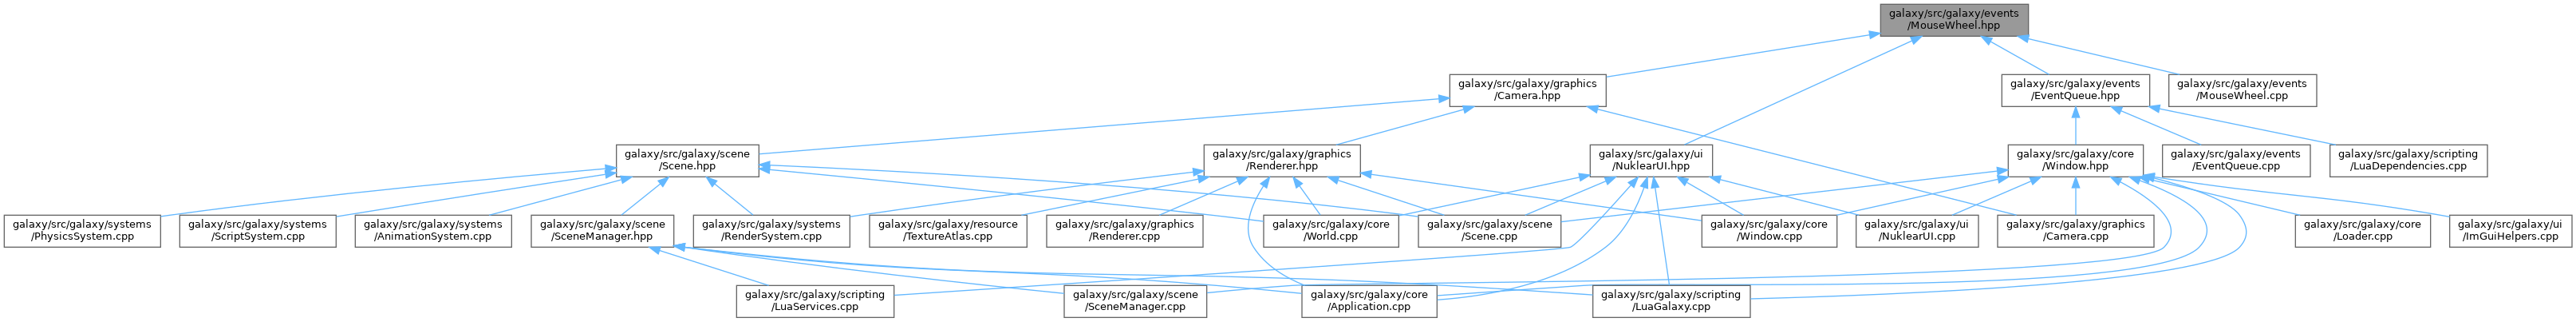 galaxy/src/galaxy/events
/MouseWheel.hpp
galaxy/src/galaxy/graphics
/Camera.hpp
galaxy/src/galaxy/events
/EventQueue.hpp
galaxy/src/galaxy/events
/MouseWheel.cpp
galaxy/src/galaxy/scene
/Scene.hpp
galaxy/src/galaxy/graphics
/Renderer.hpp
galaxy/src/galaxy/ui
/NuklearUI.hpp
galaxy/src/galaxy/core
/Window.hpp
galaxy/src/galaxy/events
/EventQueue.cpp
galaxy/src/galaxy/scripting
/LuaDependencies.cpp
galaxy/src/galaxy/systems
/PhysicsSystem.cpp
galaxy/src/galaxy/systems
/ScriptSystem.cpp
galaxy/src/galaxy/systems
/AnimationSystem.cpp
galaxy/src/galaxy/scene
/SceneManager.hpp
galaxy/src/galaxy/systems
/RenderSystem.cpp
galaxy/src/galaxy/resource
/TextureAtlas.cpp
galaxy/src/galaxy/graphics
/Renderer.cpp
galaxy/src/galaxy/core
/World.cpp
galaxy/src/galaxy/scene
/Scene.cpp
galaxy/src/galaxy/core
/Window.cpp
galaxy/src/galaxy/ui
/NuklearUI.cpp
galaxy/src/galaxy/graphics
/Camera.cpp
galaxy/src/galaxy/core
/Loader.cpp
galaxy/src/galaxy/ui
/ImGuiHelpers.cpp
galaxy/src/galaxy/scripting
/LuaServices.cpp
galaxy/src/galaxy/scene
/SceneManager.cpp
galaxy/src/galaxy/core
/Application.cpp
galaxy/src/galaxy/scripting
/LuaGalaxy.cpp